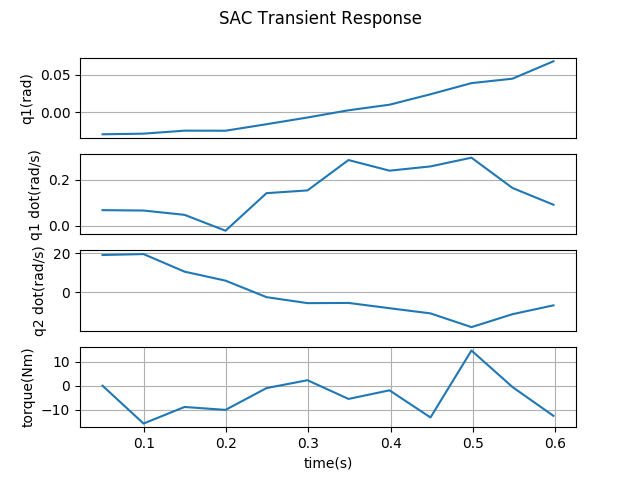 SAC Transient Response
q1(rad)
0.05
0.00
q1 dot(rad/s)
0.2
0.0
q2 dot(rad/s)
20
0
torque(Nm)
10
0
−10
0.1 0.2 0.3 0.4 0.5 0.6
time(s)